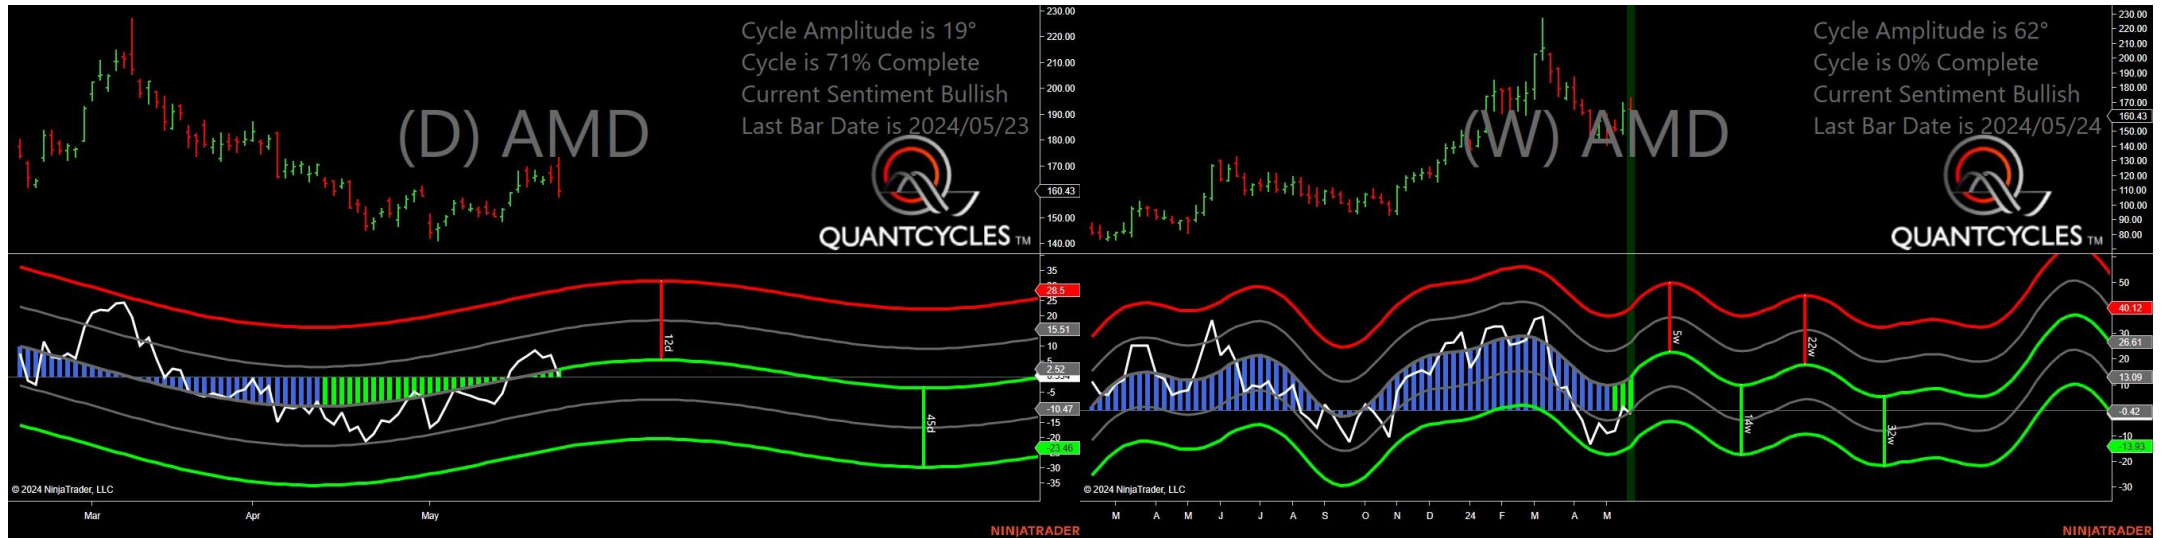 Cycle Amplitude is 19°
Cycle is 71% Complete
Current Sentiment Bullish
Last Bar Date is 2024/05/23
(D) AMD
QUANTCYCLES TM
230.00
220.00
210.00
200.00
190.00
180.00
170.00
160.43
150.00
140.00
35
28.5
25
20
15.51
10
5
2.52
-5
-10.47
-15
-20
-23.46
-30
-35
12d
45d
© 2024 NinjaTrader, LLC
Mar
Apr
May
NINJATRADER
Cycle Amplitude is 62°
Cycle is 0% Complete
Current Sentiment Bullish
Last Bar Date is 2024/05/24
(W) AMD
QUANTCYCLES TM
230.00
220.00
210.00
200.00
190.00
180.00
170.00
160.43
150.00
140.00
130.00
120.00
110.00
100.00
90.00
80.00
50
40.12
30
26.61
20
13.09
10
-0.42
-10
-13.93
-20
-30
5w
14w
22w
32w
© 2024 NinjaTrader, LLC
M A M J J A S O N D 24 F M A M
NINJATRADER